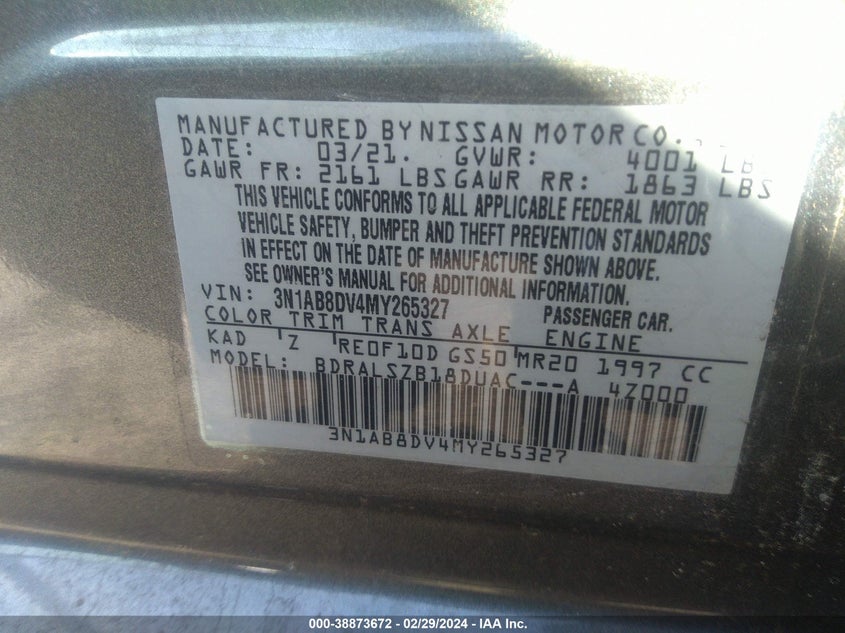 MANUFACTURED BY NISSAN MOTOR CO.
DATE: 03/21. GVWR: 4001 LB
GAWR FR: 2161 LBS GAWR RR: 1863 LBS
THIS VEHICLE CONFORMS TO ALL APPLICABLE FEDERAL MOTOR
VEHICLE SAFETY, BUMPER AND THEFT PREVENTION STANDARDS
IN EFFECT ON THE DATE OF MANUFACTURE SHOWN ABOVE.
SEE OWNER'S MANUAL FOR ADDITIONAL INFORMATION.
VIN: 3N1AB8DV4MY265327 PASSENGER CAR.
COLOR TRIM TRANS AXLE ENGINE
KAD Z RE0F10D GS50 MR20 1997 CC
MODEL: BDRALSZB18DUAC---A 4Z000
3N1AB8DV4MY265327
000-38873672 - 02/29/2024 - IAA Inc.